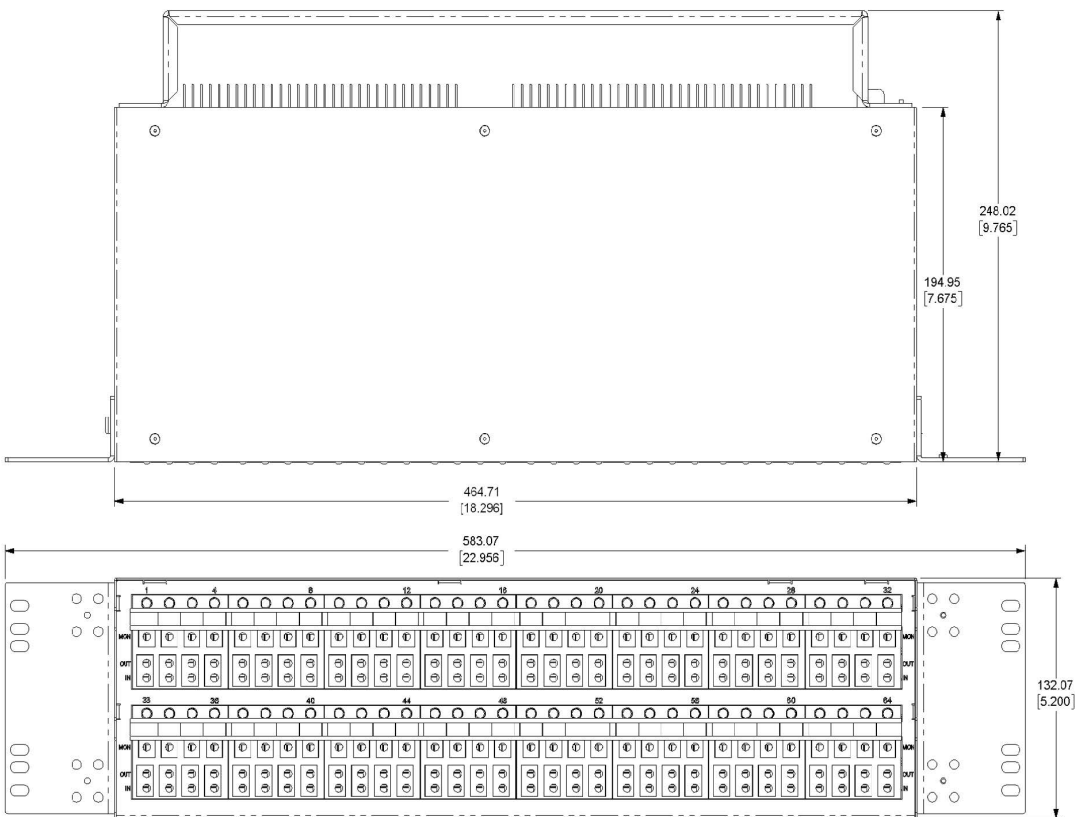 248.02
[9.765]
194.95
[7.675]
464.71
[18.296]
583.07
[22.956]
1 4 8 12 16 20 24 28 32
MON MON
OUT OUT
IN IN
33 36 40 44 48 52 56 60 64
MON MON
OUT OUT
IN IN
132.07
[5.200]